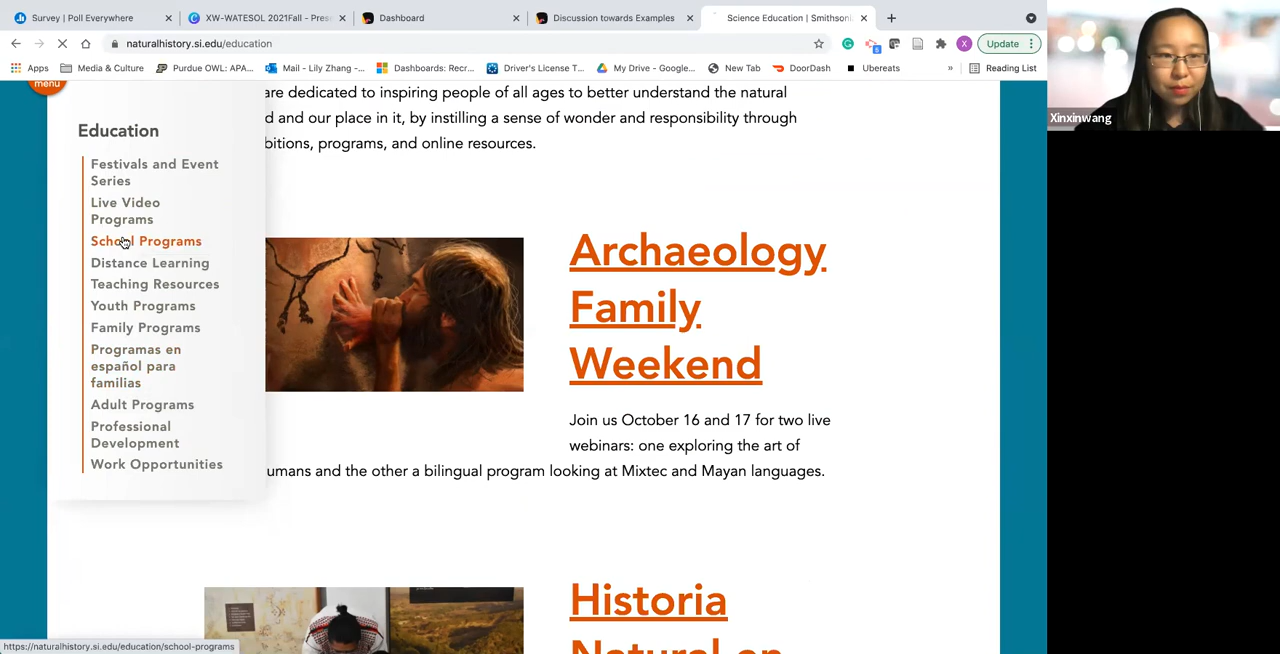 Survey | Poll Everywhere
XW-WATESOL 2021Fall - Pres
Dashboard
Discussion towards Examples
Science Education | Smithsoni
naturalhistory.si.edu/education
Update
Apps
Media & Culture
Purdue OWL: APA...
Mail - Lily Zhang -...
Dashboards: Recr...
Driver's License T...
My Drive - Google...
New Tab
DoorDash
Ubereats
»
Reading List
menu
are dedicated to inspiring people of all ages to better understand the natural
d and our place in it, by instilling a sense of wonder and responsibility through
bitions, programs, and online resources.
Education
Festivals and Event
Series
Live Video
Programs
School Programs
Distance Learning
Teaching Resources
Youth Programs
Family Programs
Programas en
español para
familias
Adult Programs
Professional
Development
Work Opportunities
Archaeology
Family
Weekend
Join us October 16 and 17 for two live
webinars: one exploring the art of
umans and the other a bilingual program looking at Mixtec and Mayan languages.
Historia
Natural en
https://naturalhistory.si.edu/education/school-programs
Xinxinwang